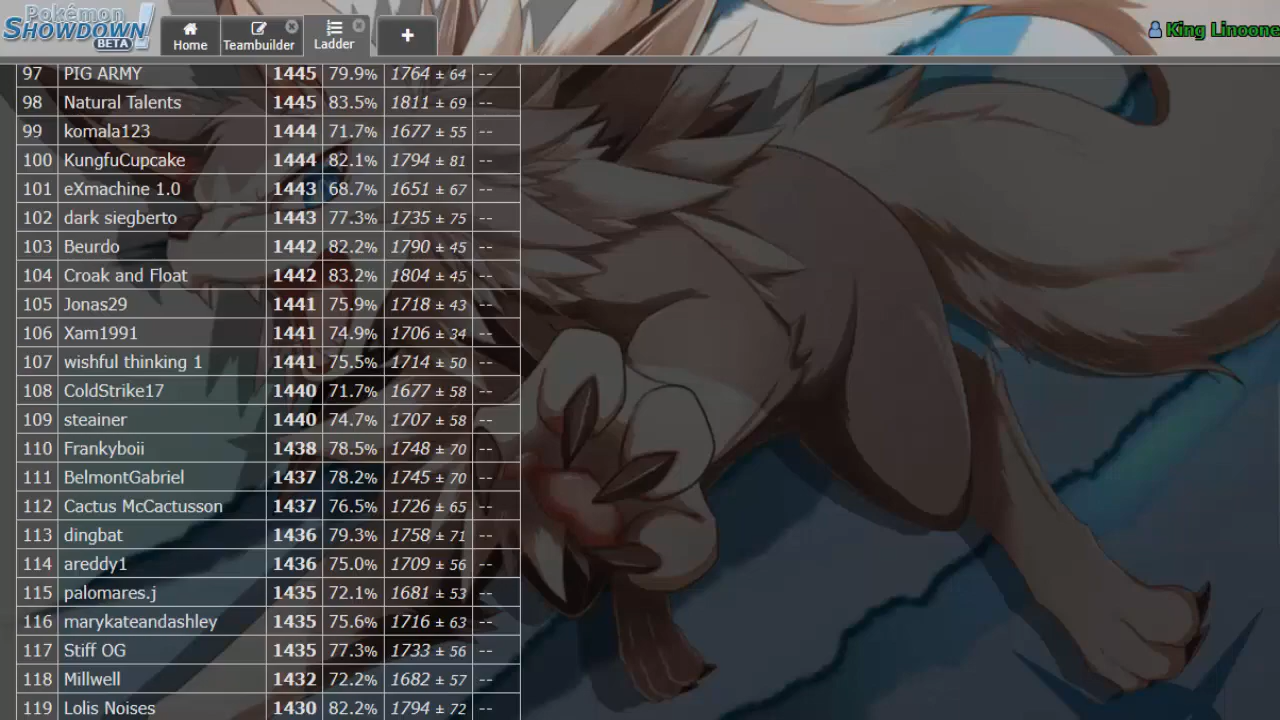 Pokémon
SHOWDOWN!
BETA
Home
Teambuilder
Ladder
+
King Linoone
97 PIG ARMY 1445 79.9% 1764 ± 64 --
98 Natural Talents 1445 83.5% 1811 ± 69 --
99 komala123 1444 71.7% 1677 ± 55 --
100 KungfuCupcake 1444 82.1% 1794 ± 81 --
101 eXmachine 1.0 1443 68.7% 1651 ± 67 --
102 dark siegberto 1443 77.3% 1735 ± 75 --
103 Beurdo 1442 82.2% 1790 ± 45 --
104 Croak and Float 1442 83.2% 1804 ± 45 --
105 Jonas29 1441 75.9% 1718 ± 43 --
106 Xam1991 1441 74.9% 1706 ± 34 --
107 wishful thinking 1 1441 75.5% 1714 ± 50 --
108 ColdStrike17 1440 71.7% 1677 ± 58 --
109 steainer 1440 74.7% 1707 ± 58 --
110 Frankyboii 1438 78.5% 1748 ± 70 --
111 BelmontGabriel 1437 78.2% 1745 ± 70 --
112 Cactus McCactusson 1437 76.5% 1726 ± 65 --
113 dingbat 1436 79.3% 1758 ± 71 --
114 areddy1 1436 75.0% 1709 ± 56 --
115 palomares.j 1435 72.1% 1681 ± 53 --
116 marykateandashley 1435 75.6% 1716 ± 63 --
117 Stiff OG 1435 77.3% 1733 ± 56 --
118 Millwell 1432 72.2% 1682 ± 57 --
119 Lolis Noises 1430 82.2% 1794 ± 72 --